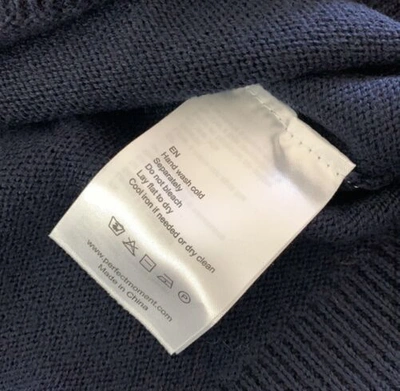 EN
Hand wash cold
Separately
Do not bleach
Lay flat to dry
Cool iron if needed or dry clean
www.perfectmoment.com
Made in China